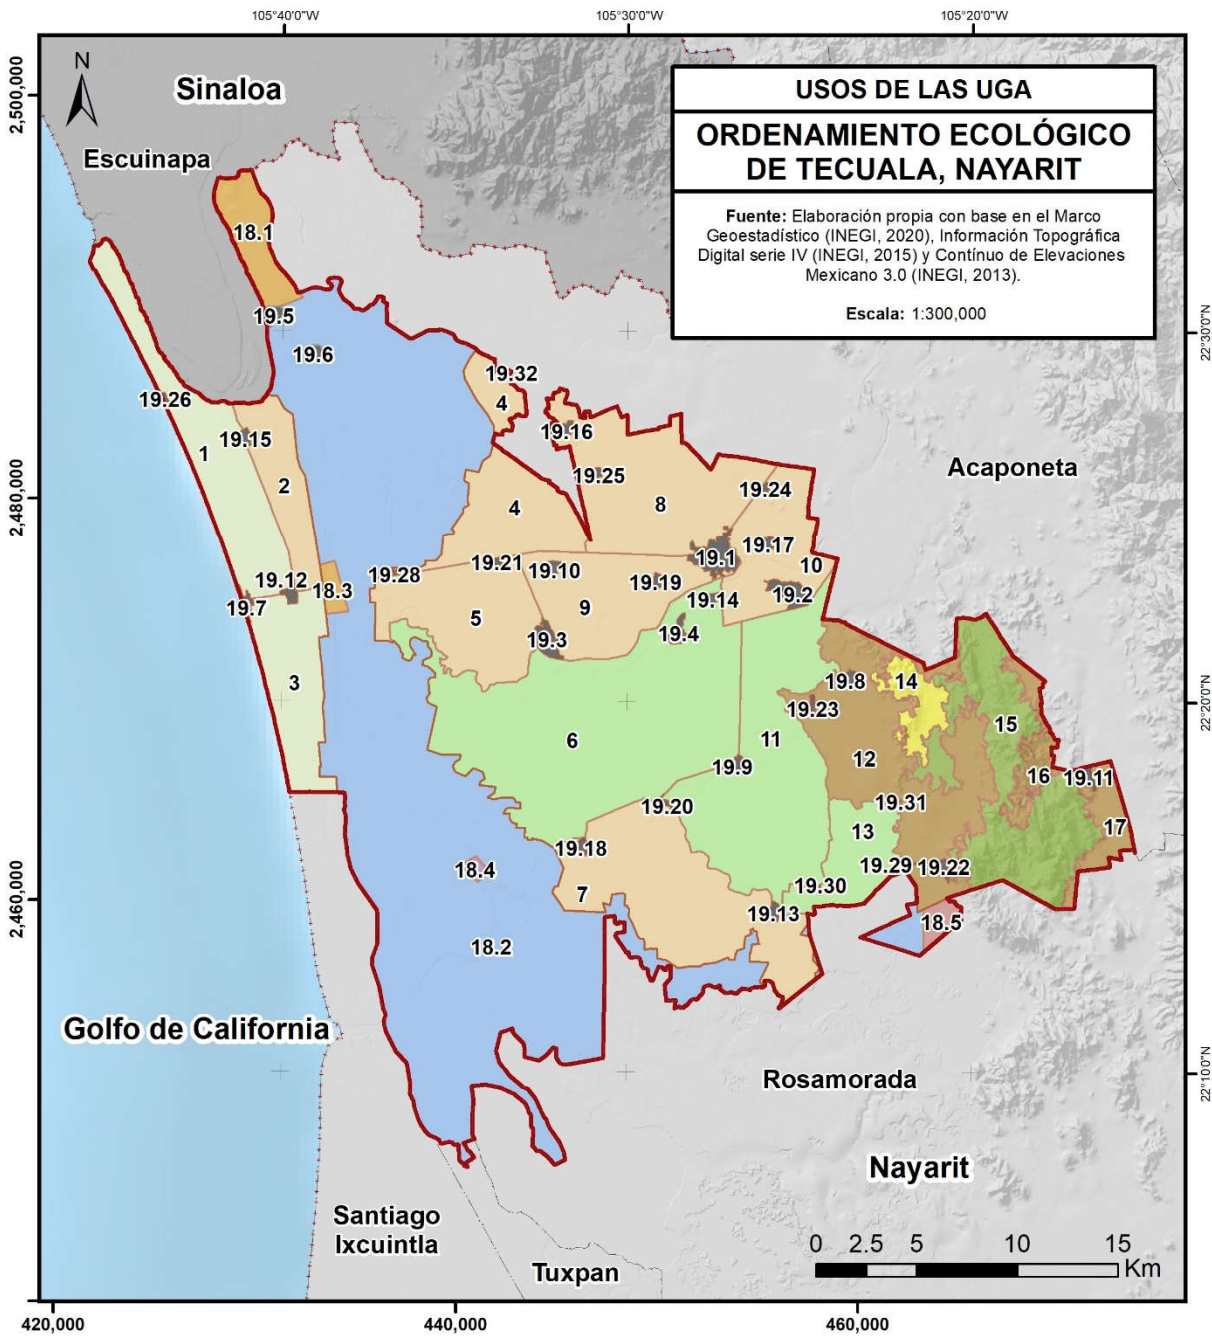 105°40'0"W
105°30'0"W
105°20'0"W
N
Sinaloa
Escuinapa
USOS DE LAS UGA
ORDENAMIENTO ECOLÓGICO
DE TECUALA, NAYARIT
Fuente: Elaboración propia con base en el Marco
Geoestadístico (INEGI, 2020), Información Topográfica
Digital serie IV (INEGI, 2015) y Contínuo de Elevaciones
Mexicano 3.0 (INEGI, 2013).
Escala: 1:300,000
2,500,000
2,480,000
2,460,000
22°30'0"N
22°20'0"N
22°10'0"N
18.1
19.5
19.6
19.32
4
19.26
19.16
19.15
1
2
19.25
Acaponeta
19.24
8
4
19.17
19.1
10
19.21
19.10
19.28
19.19
19.12
18.3
19.2
19.14
19.7
9
5
19.4
19.3
3
19.8
14
19.23
15
6
11
12
19.9
16
19.11
19.31
19.20
17
13
19.18
19.29
19.22
18.4
19.30
7
19.13
18.5
18.2
Golfo de California
Rosamorada
Nayarit
Santiago
Ixcuintla
Tuxpan
0 2.5 5 10 15
Km
420,000
440,000
460,000